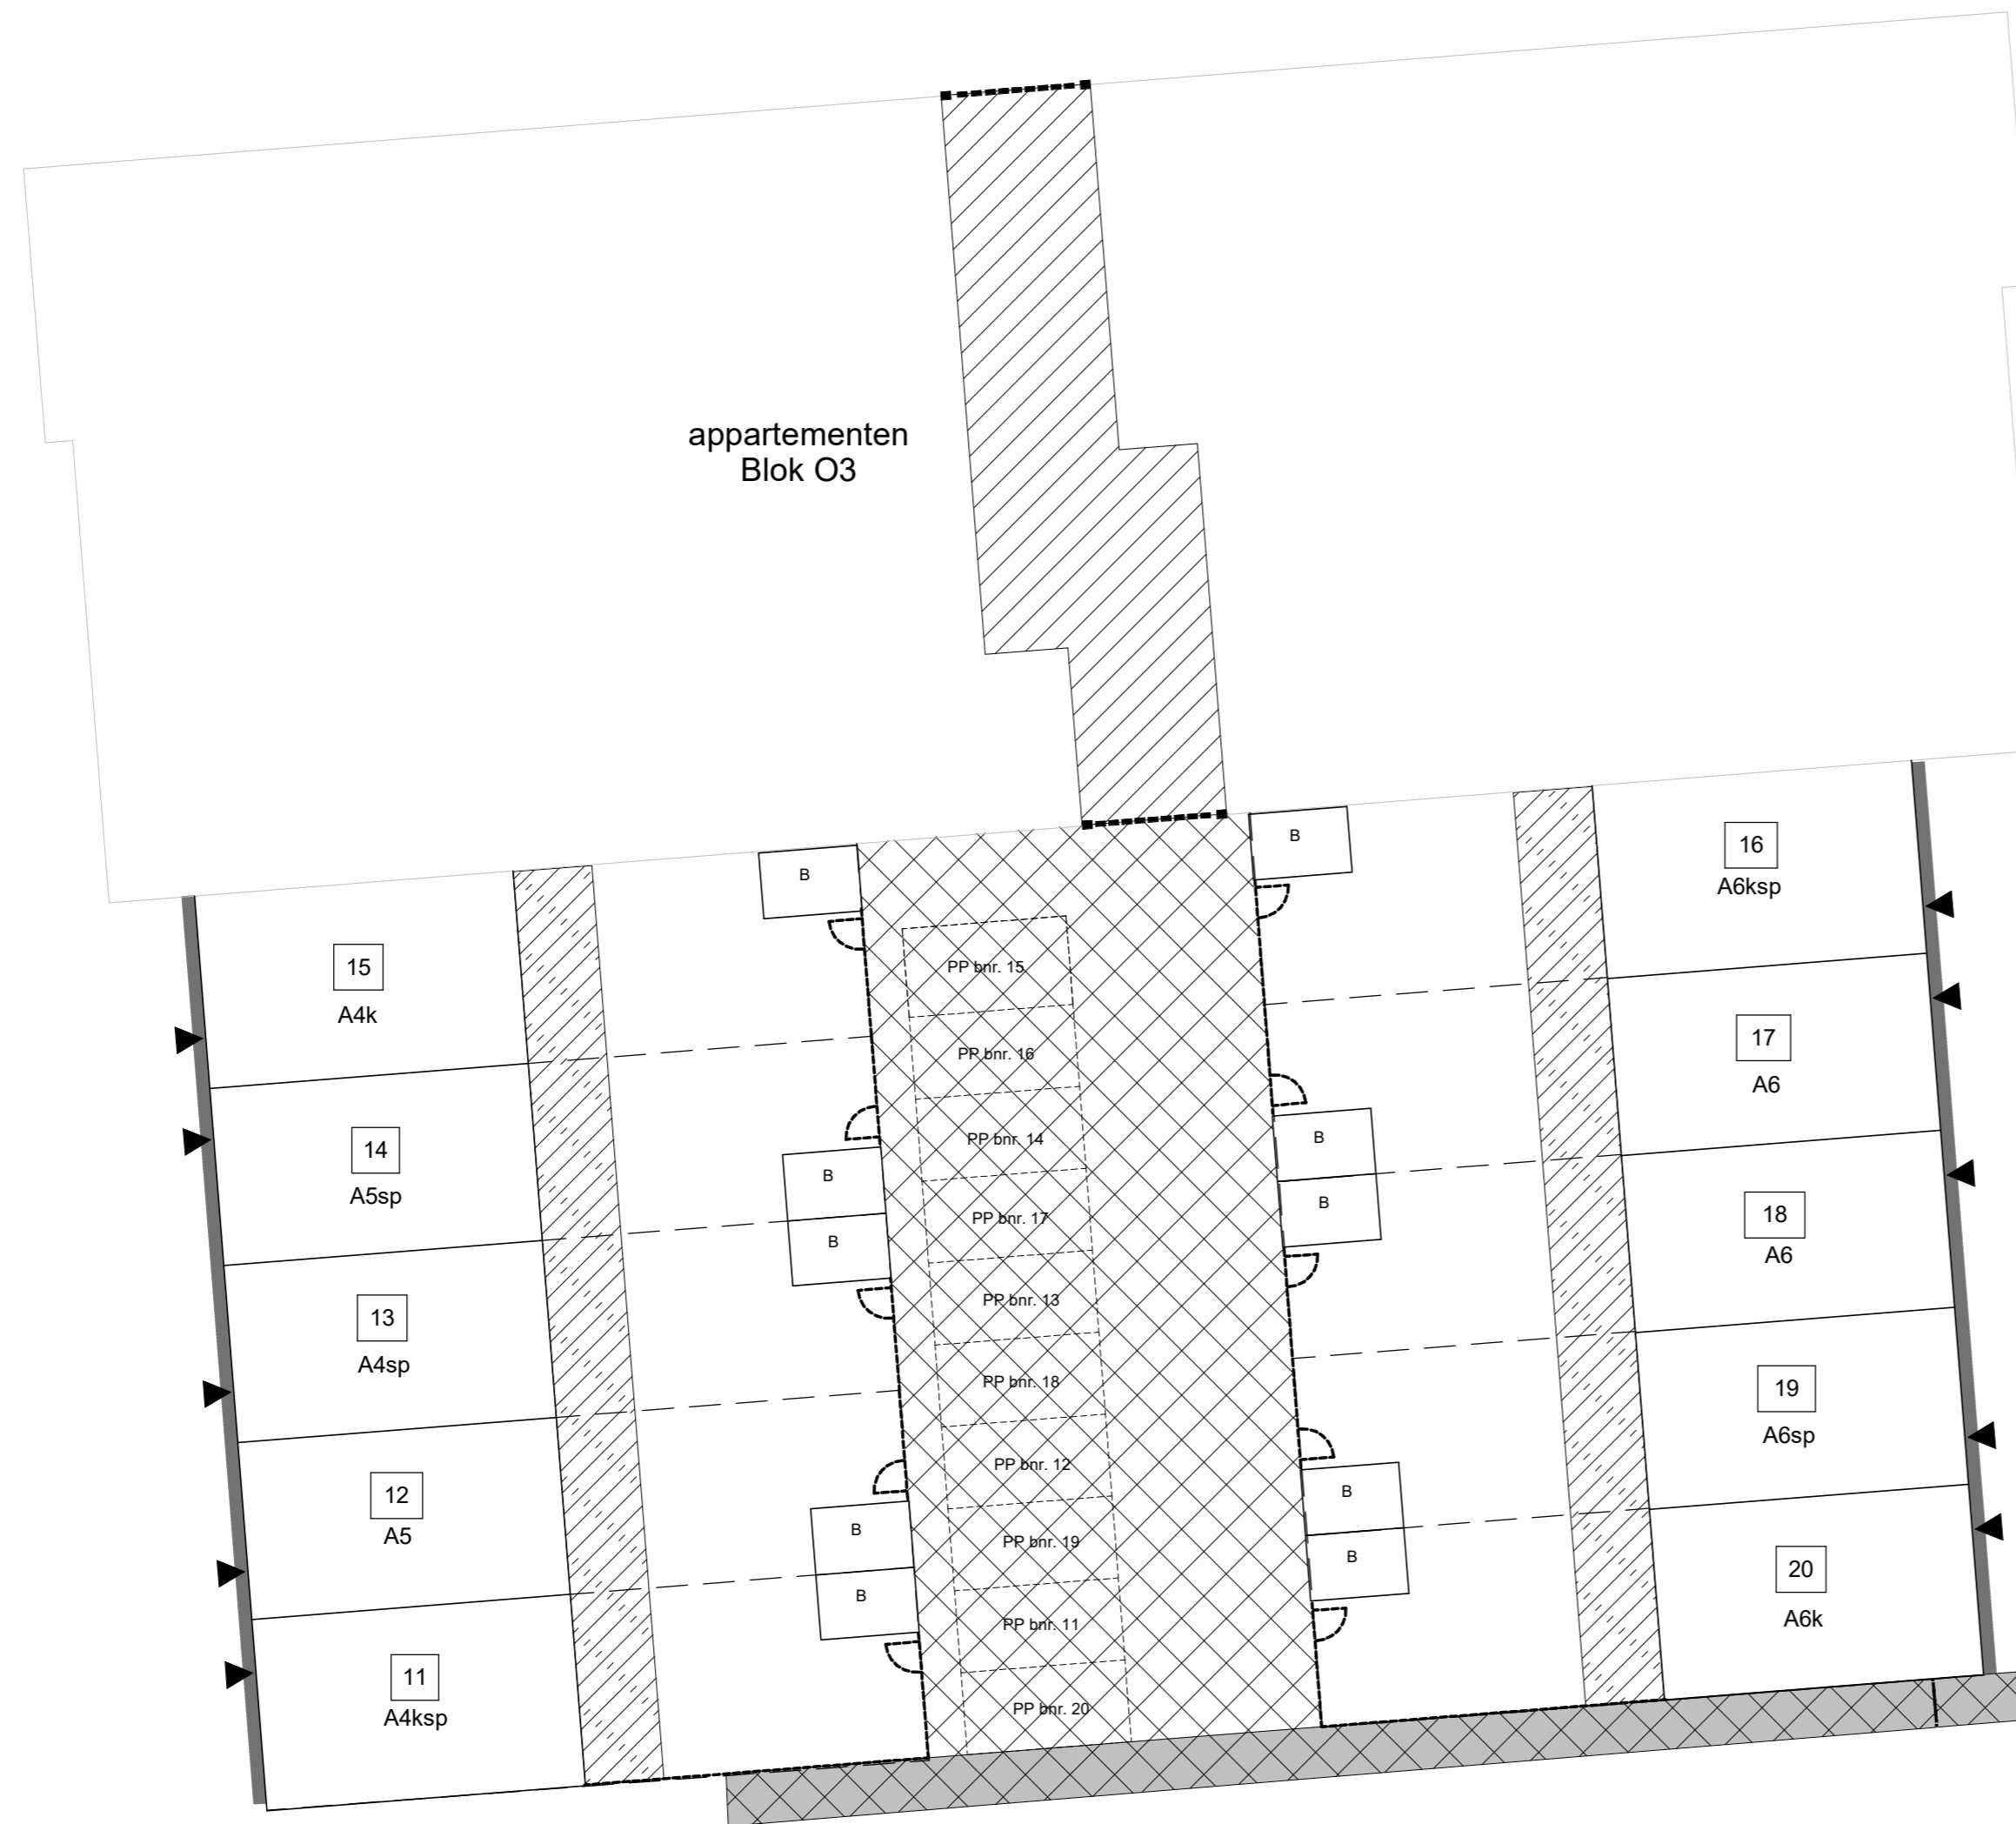 appartementen
Blok O3
B
B
16
A6ksp
15
A4k
PP bnr. 15
PP bnr. 16
17
A6
14
A5sp
PP bnr. 14
B
B
PP bnr. 17
B
18
A6
B
13
A4sp
PP bnr. 13
PP bnr. 18
19
A6sp
12
A5
PP bnr. 12
B
B
PP bnr. 19
B
20
A6k
B
PP bnr. 11
11
A4ksp
PP bnr. 20